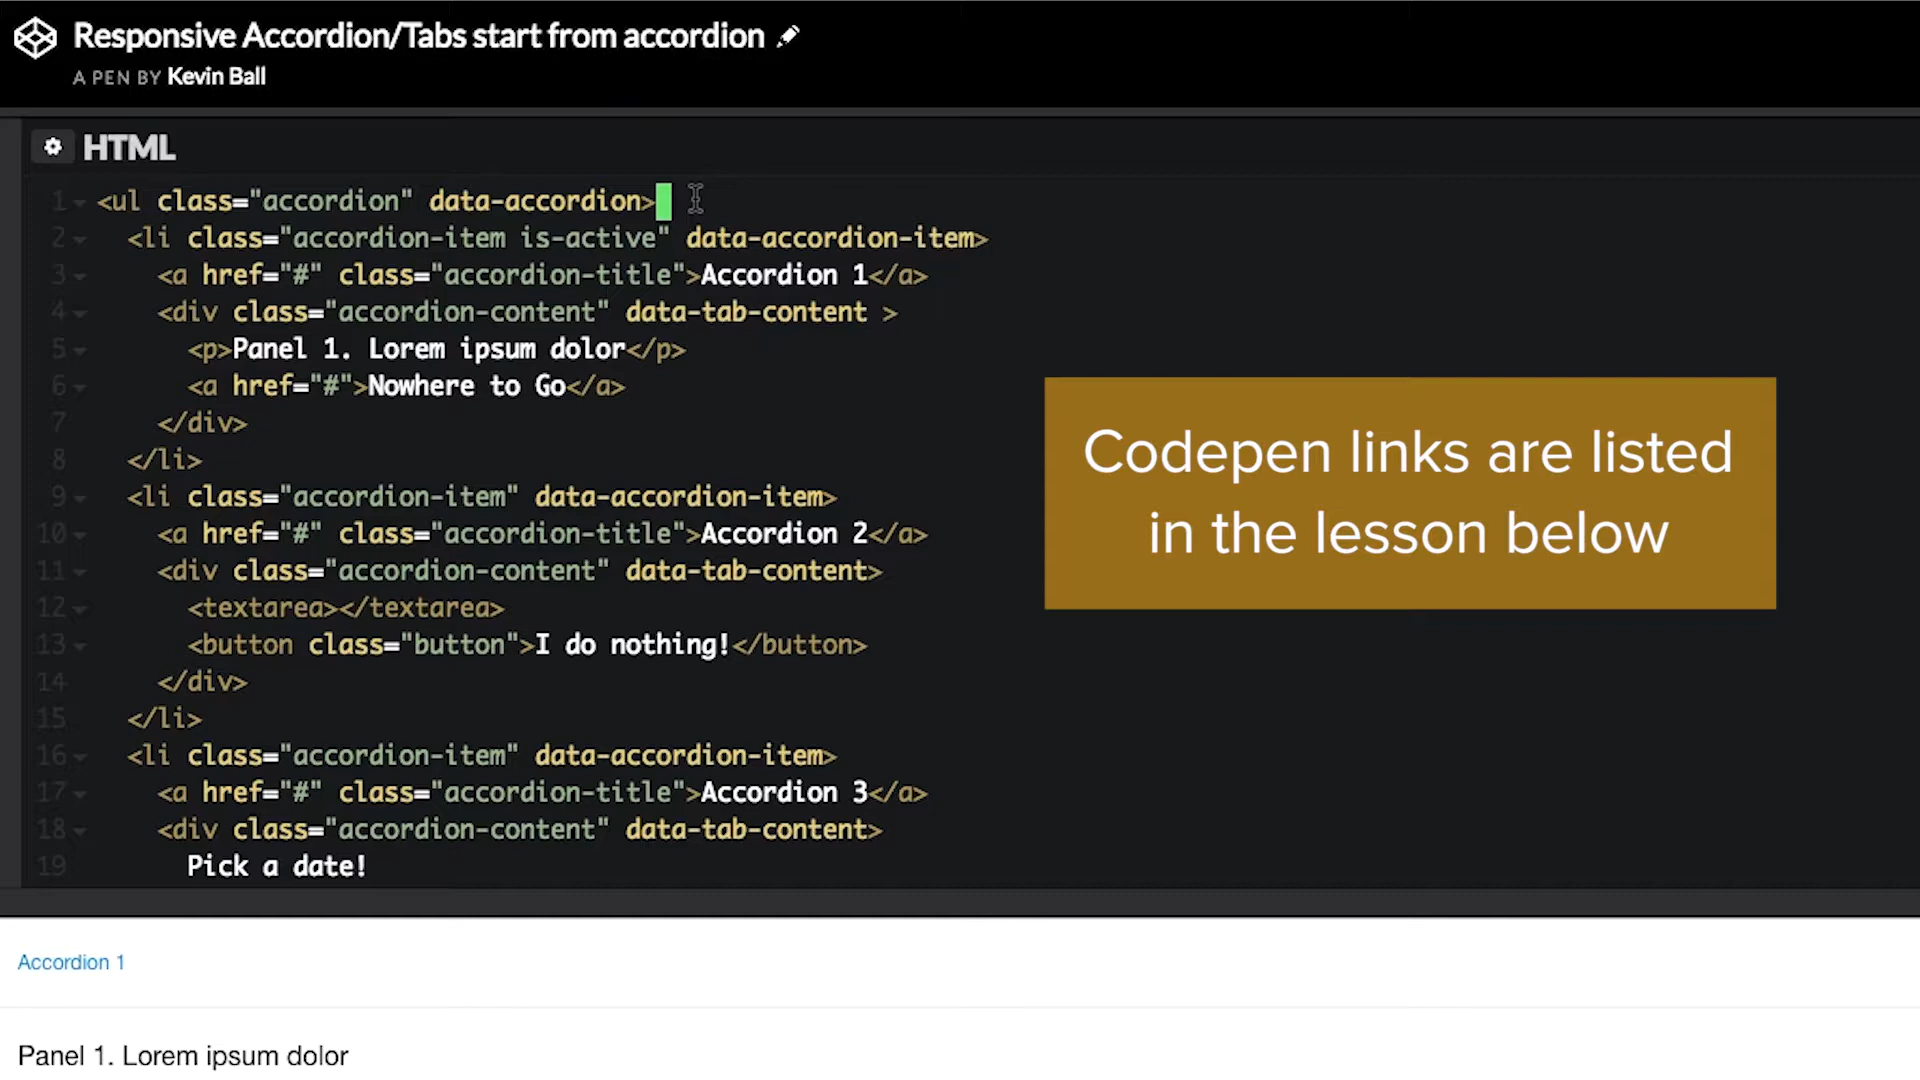 Responsive Accordion/Tabs start from accordion
A PEN BY Kevin Ball
HTML
1 <ul class="accordion" data-accordion>
2 <li class="accordion-item is-active" data-accordion-item>
3 <a href="#" class="accordion-title">Accordion 1</a>
4 <div class="accordion-content" data-tab-content >
5 <p>Panel 1. Lorem ipsum dolor</p>
6 <a href="#">Nowhere to Go</a>
7 </div>
8 </li>
9 <li class="accordion-item" data-accordion-item>
10 <a href="#" class="accordion-title">Accordion 2</a>
11 <div class="accordion-content" data-tab-content>
12 <textarea></textarea>
13 <button class="button">I do nothing!</button>
14 </div>
15 </li>
16 <li class="accordion-item" data-accordion-item>
17 <a href="#" class="accordion-title">Accordion 3</a>
18 <div class="accordion-content" data-tab-content>
19 Pick a date!
Codepen links are listed
in the lesson below
Accordion 1
Panel 1. Lorem ipsum dolor